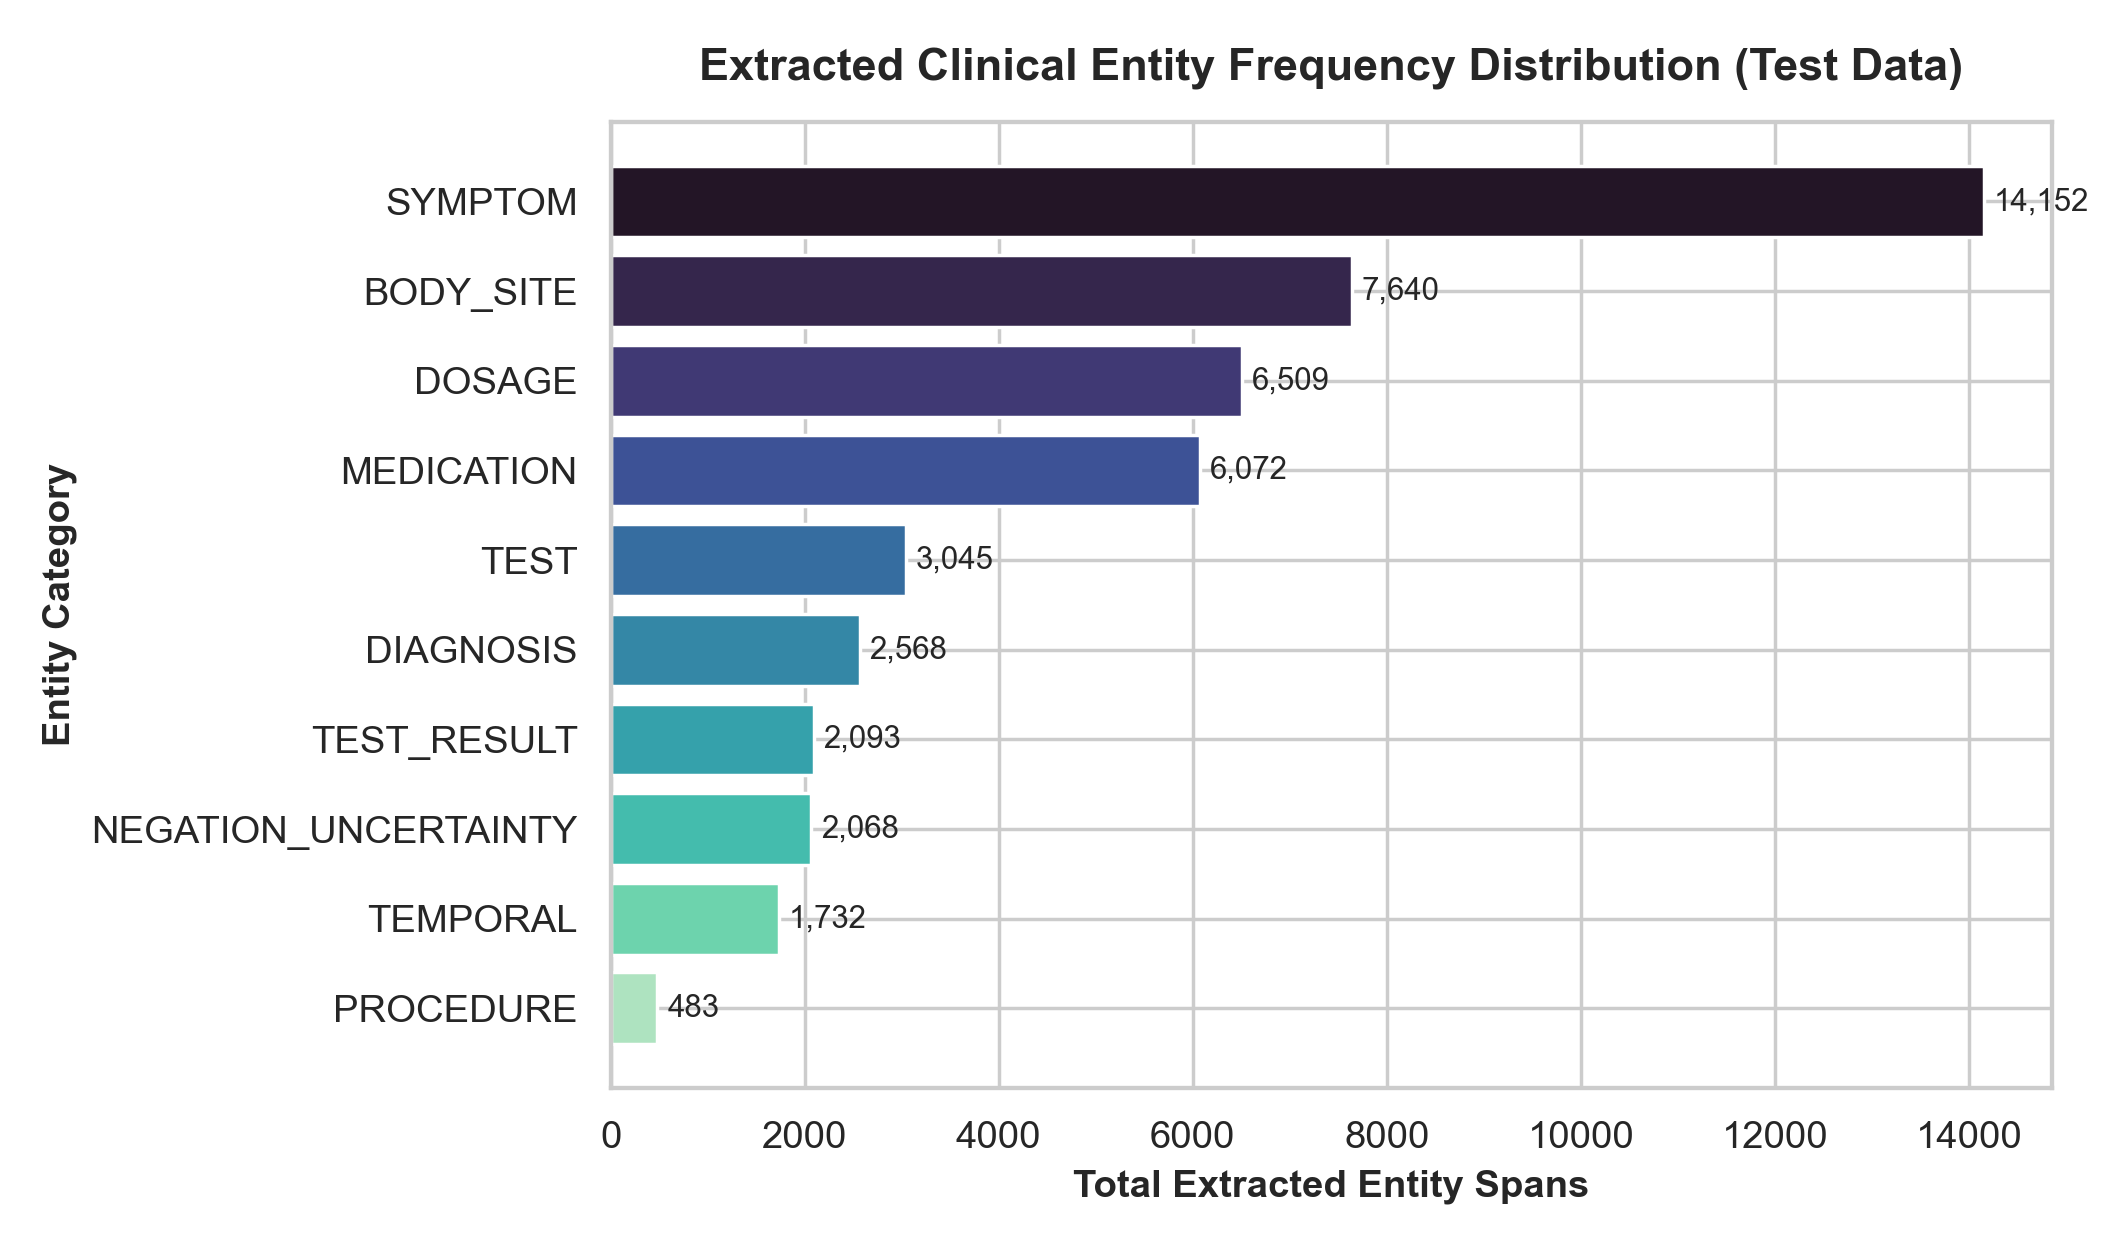 Extracted Clinical Entity Frequency Distribution (Test Data)
Entity Category
SYMPTOM 14,152
BODY_SITE 7,640
DOSAGE 6,509
MEDICATION 6,072
TEST 3,045
DIAGNOSIS 2,568
TEST_RESULT 2,093
NEGATION_UNCERTAINTY 2,068
TEMPORAL 1,732
PROCEDURE 483
0 2000 4000 6000 8000 10000 12000 14000
Total Extracted Entity Spans